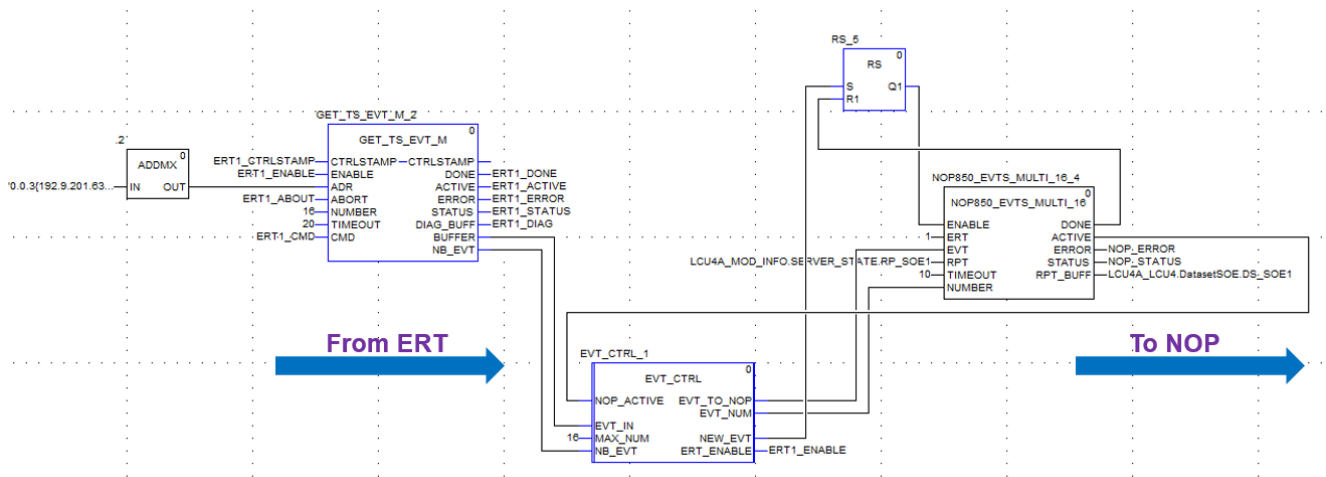 RS_5
0
RS
S Q1
R1
GET_TS_EVT_M_2
0
GET_TS_EVT_M
ERT1_CTRLSTAMP CTRLSTAMP CTRLSTAMP
ERT1_ENABLE ENABLE DONE ERT1_DONE
ADR ACTIVE ERT1_ACTIVE
ERT1_ABOUT ABORT ERROR ERT1_ERROR
16 NUMBER STATUS ERT1_STATUS
20 TIMEOUT DIAG_BUFF ERT1_DIAG
ERT1_CMD CMD BUFFER
NB_EVT
.2
0
ADDMX
'0.0.3{192.9.201.63... IN OUT
NOP850_EVTS_MULTI_16_4
0
NOP850_EVTS_MULTI_16
ENABLE DONE
1 ERT ACTIVE
EVT ERROR NOP_ERROR
LCU4A_MOD_INFO.SERVER_STATE.RP_SOE1 RPT STATUS NOP_STATUS
10 TIMEOUT RPT_BUFF LCU4A_LCU4.DatasetSOE.DS_SOE1
NUMBER
From ERT
To NOP
EVT_CTRL_1
0
EVT_CTRL
NOP_ACTIVE EVT_TO_NOP
EVT_NUM
EVT_IN
16 MAX_NUM NEW_EVT
NB_EVT ERT_ENABLE ERT1_ENABLE